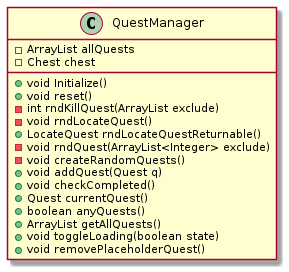 C QuestManager
ArrayList allQuests
Chest chest
void Initialize()
void reset()
int rndKillQuest(ArrayList exclude)
void rndLocateQuest()
LocateQuest rndLocateQuestReturnable()
void rndQuest(ArrayList<Integer> exclude)
void createRandomQuests()
void addQuest(Quest q)
void checkCompleted()
Quest currentQuest()
boolean anyQuests()
ArrayList getAllQuests()
void toggleLoading(boolean state)
void removePlaceholderQuest()